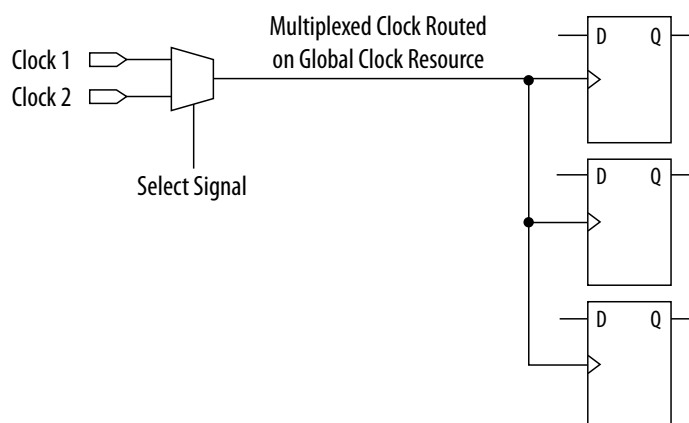 Multiplexed Clock Routed
on Global Clock Resource
Clock 1
Clock 2
Select Signal
D Q
D Q
D Q